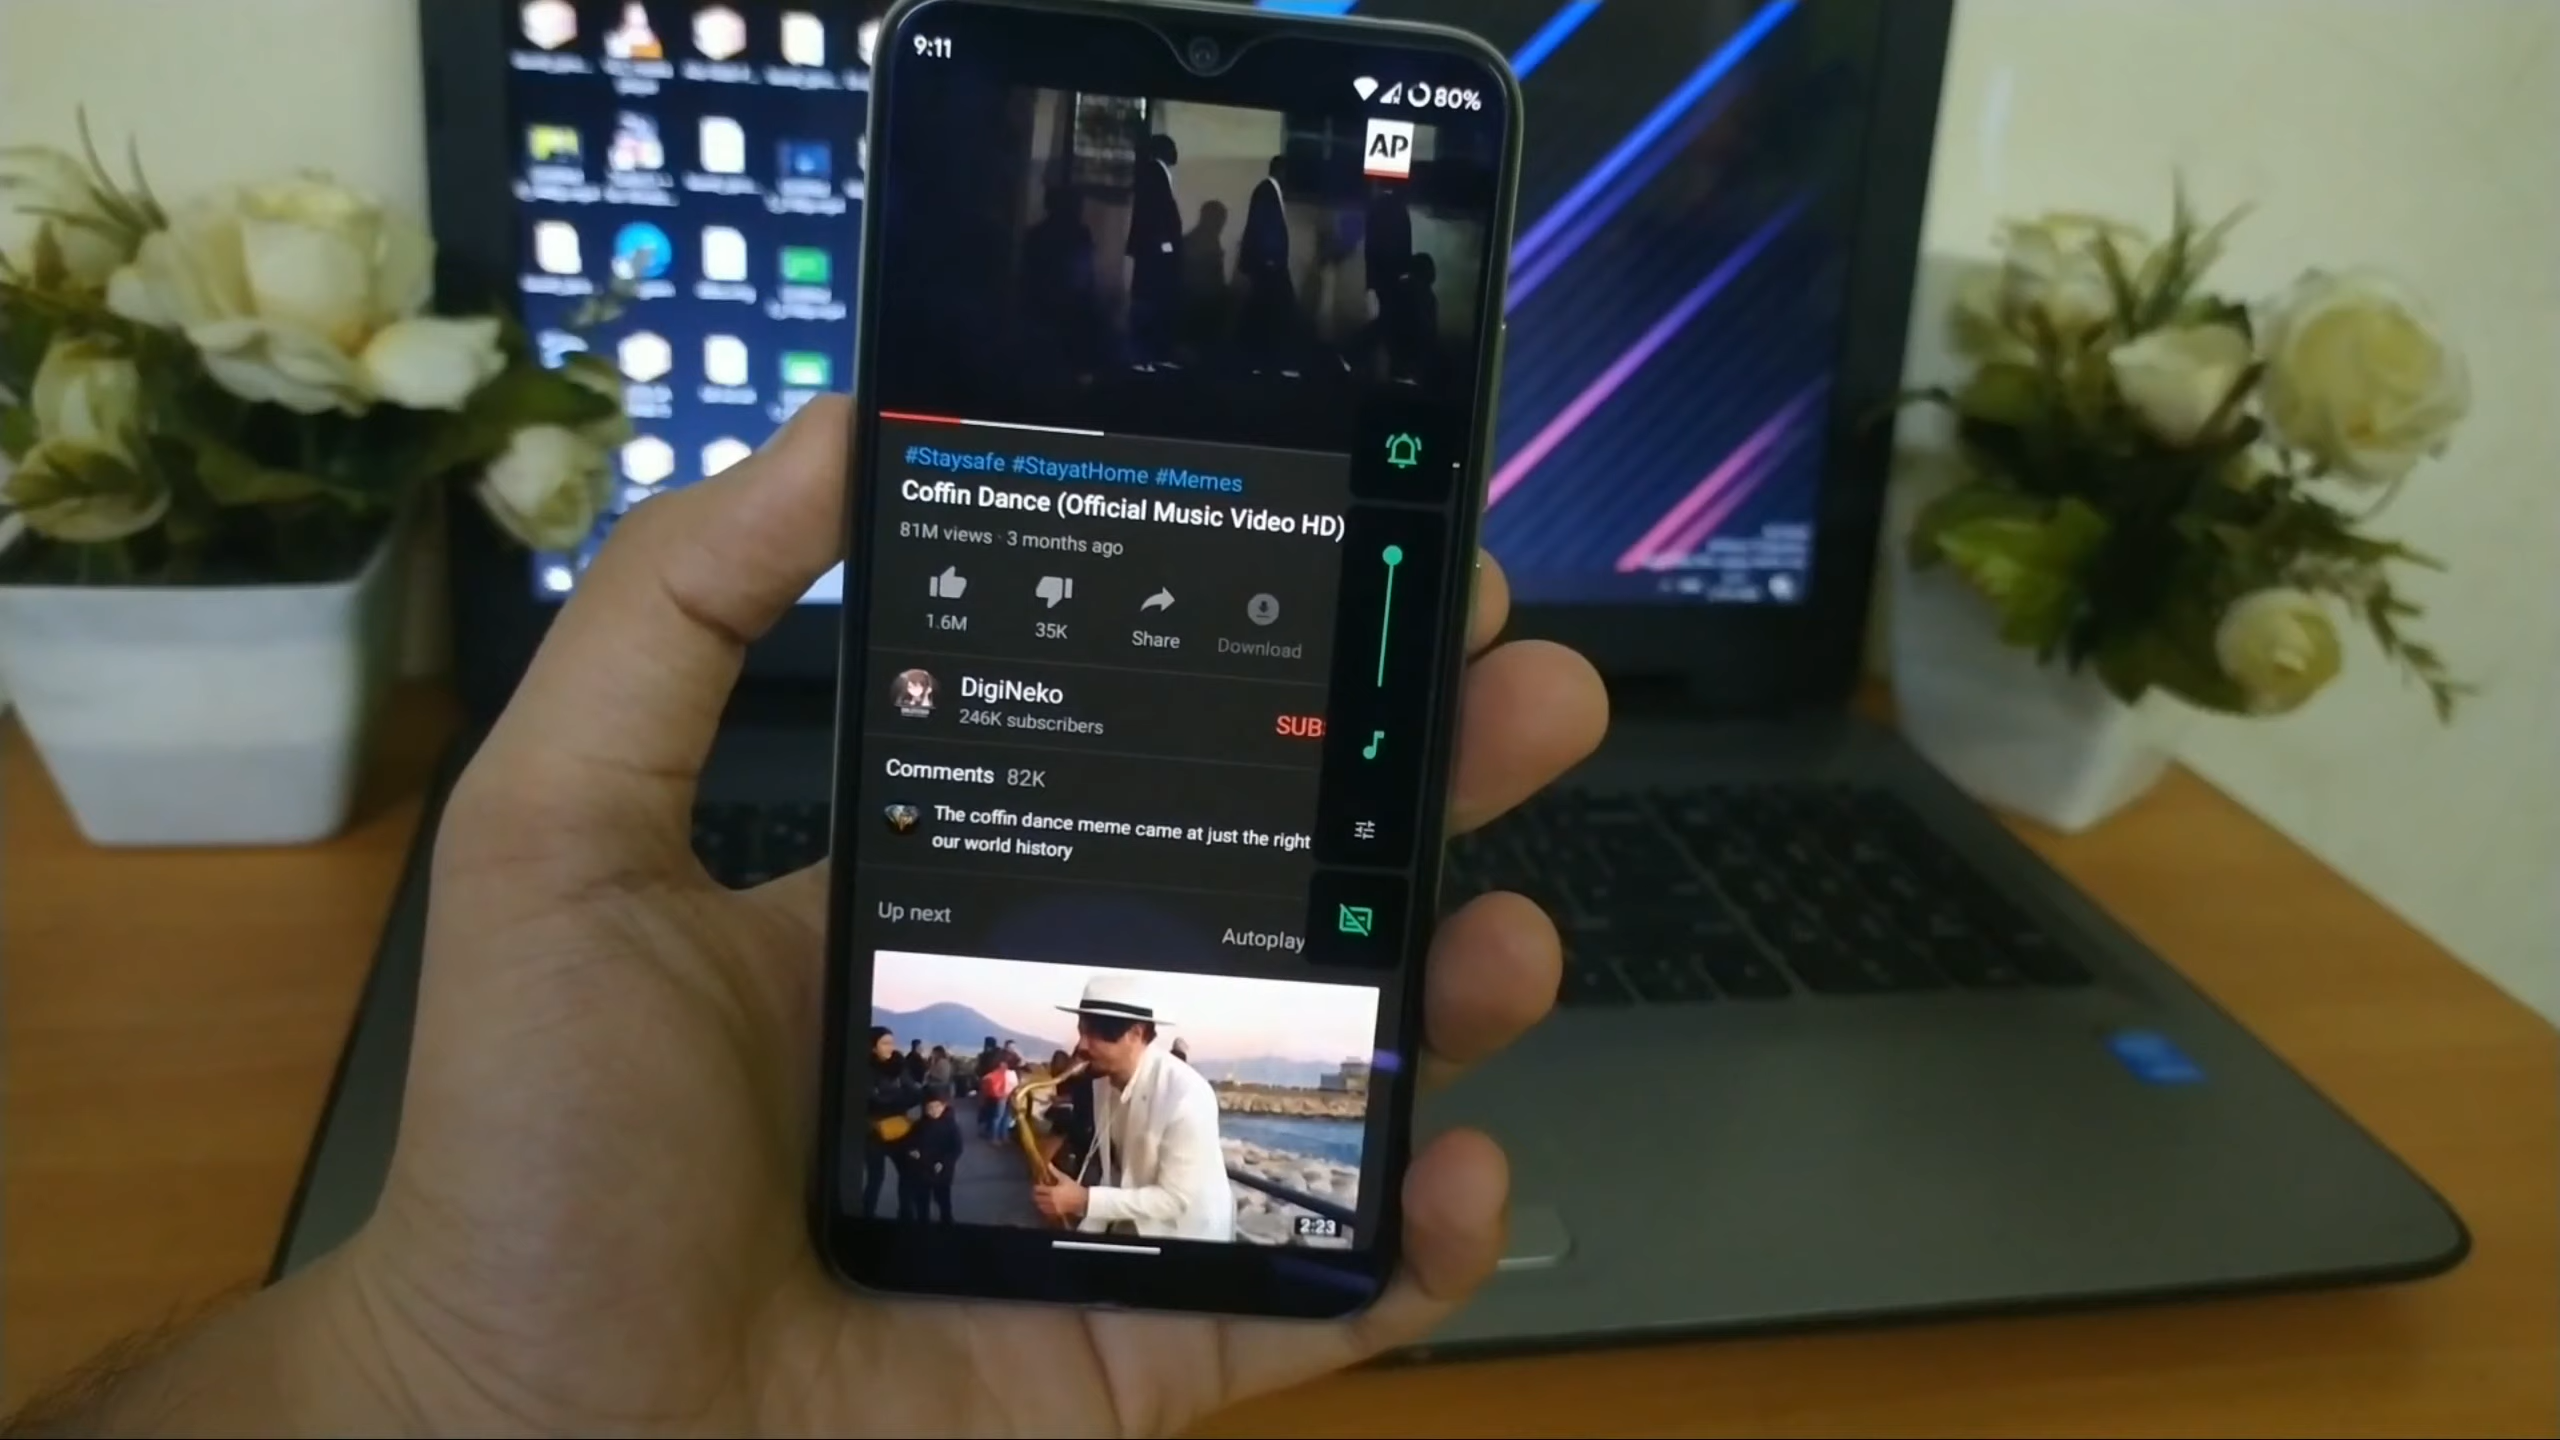 9:11
80%
AP
#Staysafe #StayatHome #Memes
Coffin Dance (Official Music Video HD)
81M views · 3 months ago
1.6M
35K
Share
Download
DigiNeko
246K subscribers
SUB
Comments 82K
The coffin dance meme came at just the right
our world history
Up next
Autoplay
2:23